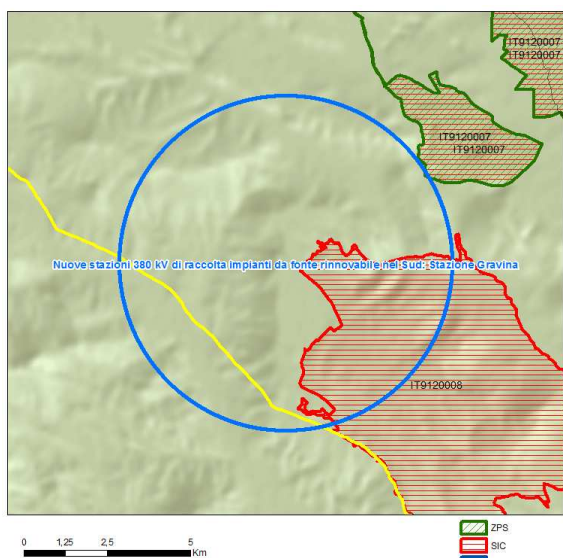 IT9120007
IT9120007
IT9120007
IT9120007
Nuove stazioni 380 kV di raccolta impianti da fonte rinnovabile nel Sud: Stazione Gravina
IT9120008
0 1,25 2,5 5
Km
ZPS
SIC